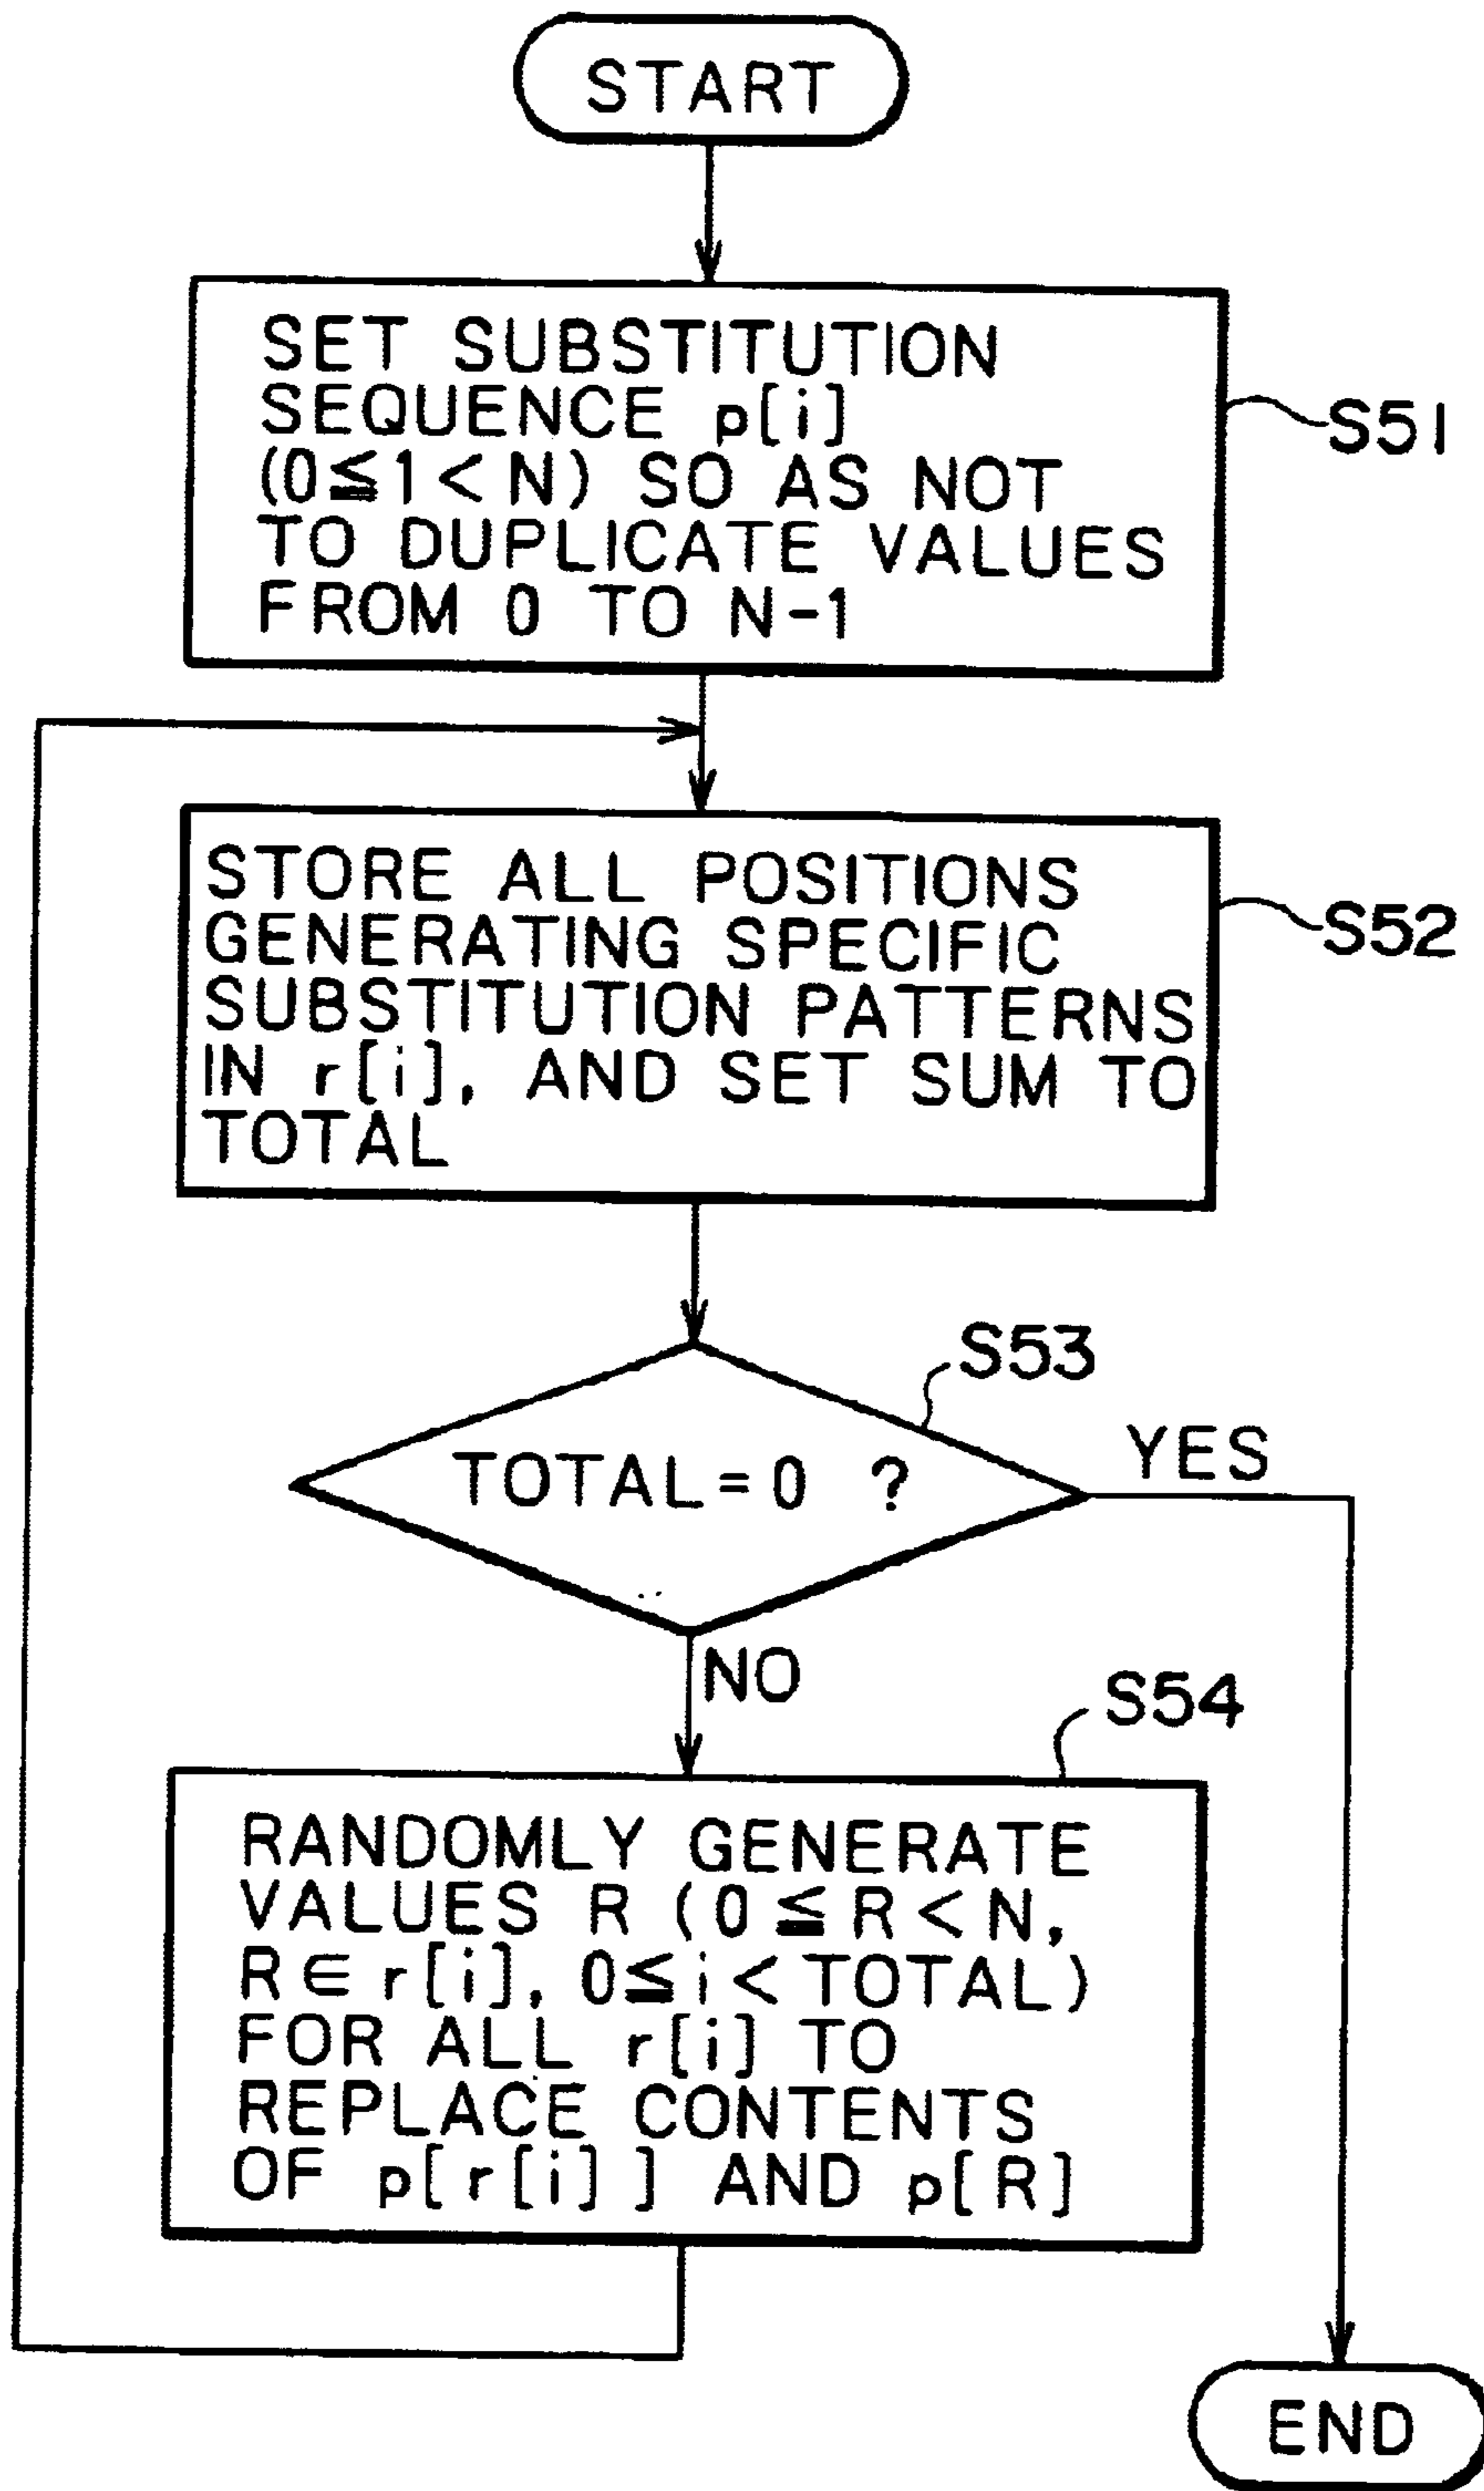 START
SET SUBSTITUTION
SEQUENCE p[i]
(0≦1<N) SO AS NOT
TO DUPLICATE VALUES
FROM 0 TO N-1
S51
STORE ALL POSITIONS
GENERATING SPECIFIC
SUBSTITUTION PATTERNS
IN r[i], AND SET SUM TO
TOTAL
S52
S53
TOTAL=0 ?
YES
NO
S54
RANDOMLY GENERATE
VALUES R (0≦R<N,
R∈r[i], 0≦i<TOTAL)
FOR ALL r[i] TO
REPLACE CONTENTS
OF p[r[i]] AND p[R]
END